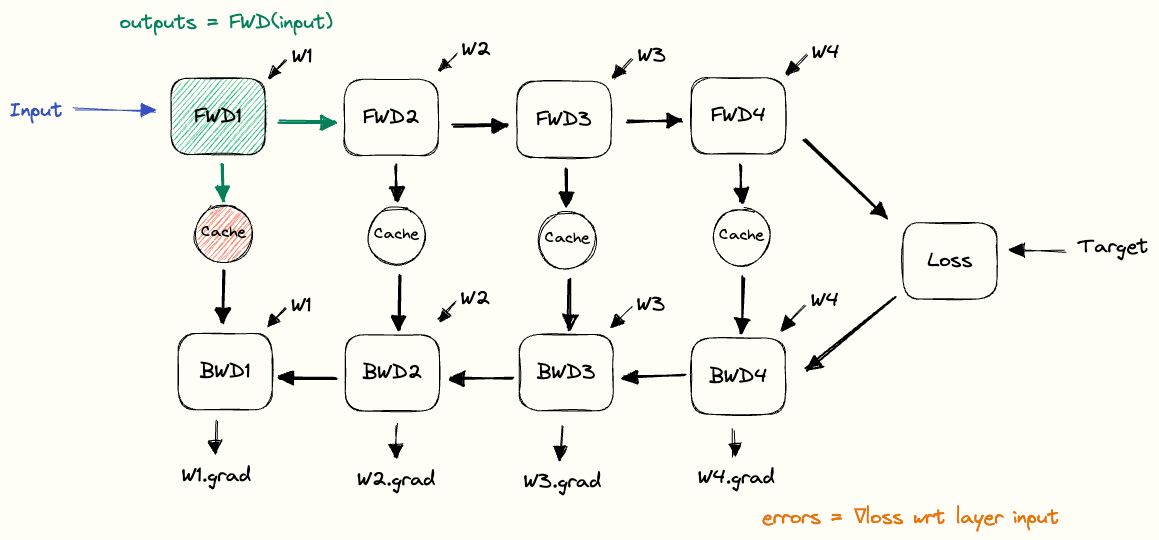 outputs = FWD(input)
W1 W2 W3 W4
Input FWD1 FWD2 FWD3 FWD4
Cache Cache Cache Cache
Loss Target
W1 W2 W3 W4
BWD1 BWD2 BWD3 BWD4
W1.grad W2.grad W3.grad W4.grad
errors = ∇loss wrt layer input